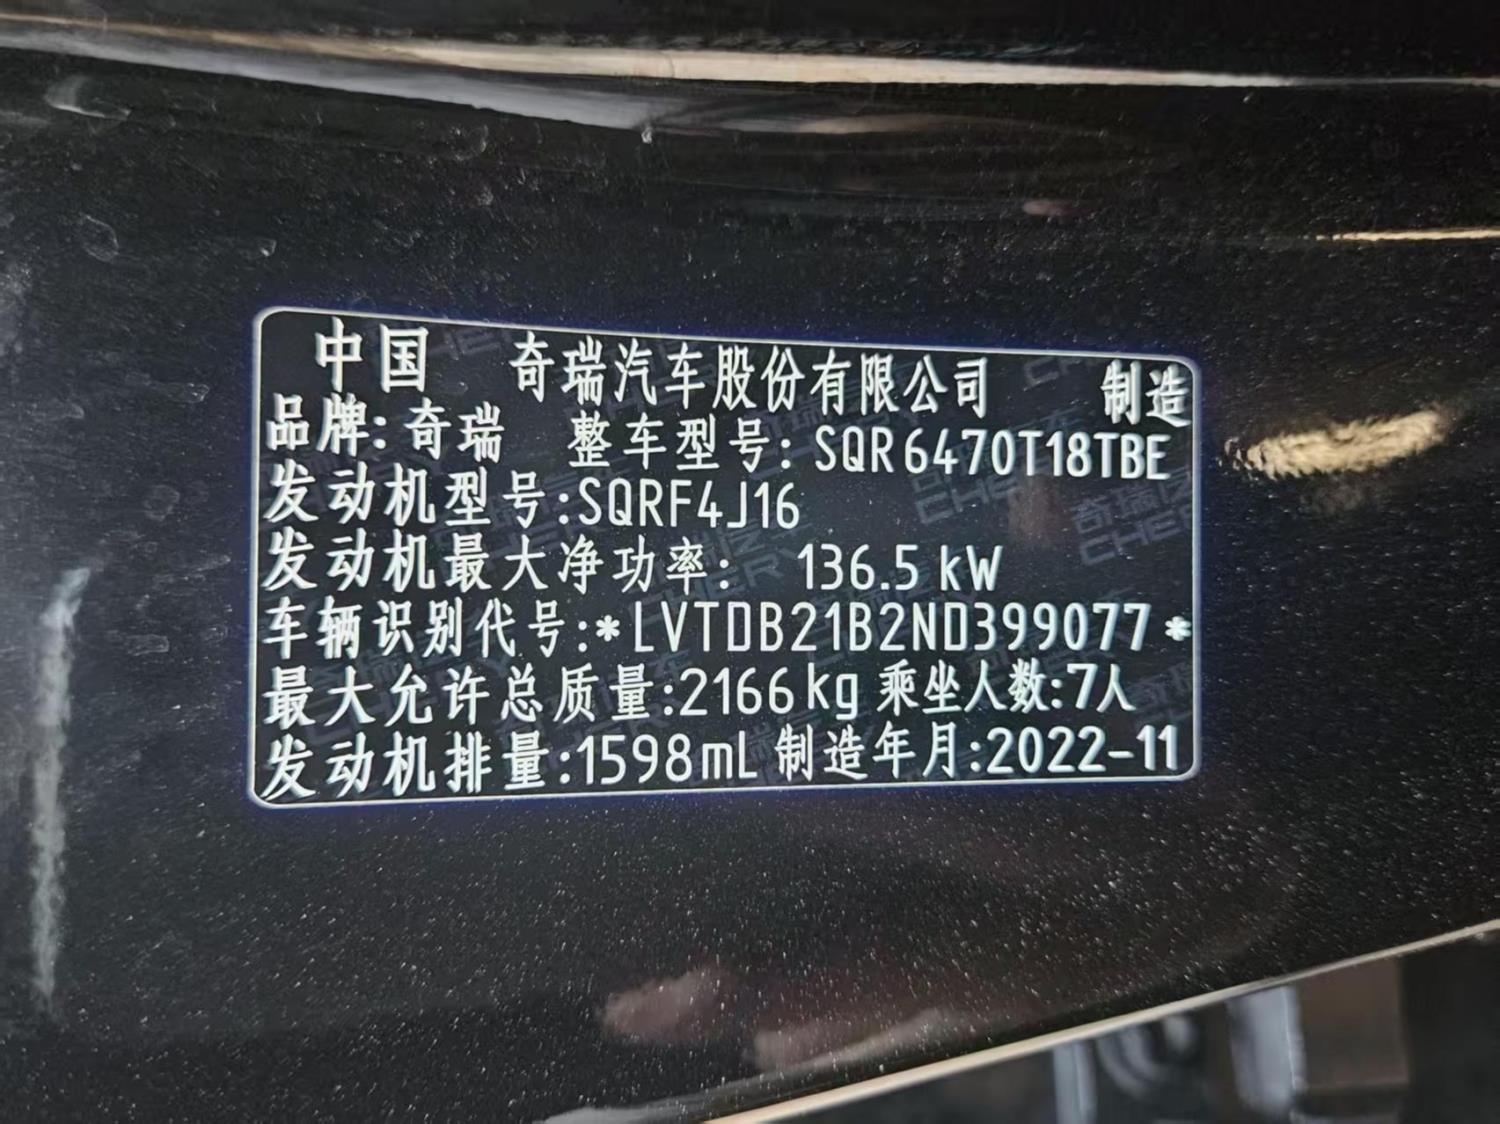 中国 奇瑞汽车股份有限公司 制造
品牌:奇瑞 整车型号:SQR6470T18TBE
发动机型号:SQRF4J16
发动机最大净功率: 136.5 kW
车辆识别代号:*LVTDB21B2ND399077*
最大允许总质量:2166kg 乘坐人数:7人
发动机排量:1598mL 制造年月:2022-11